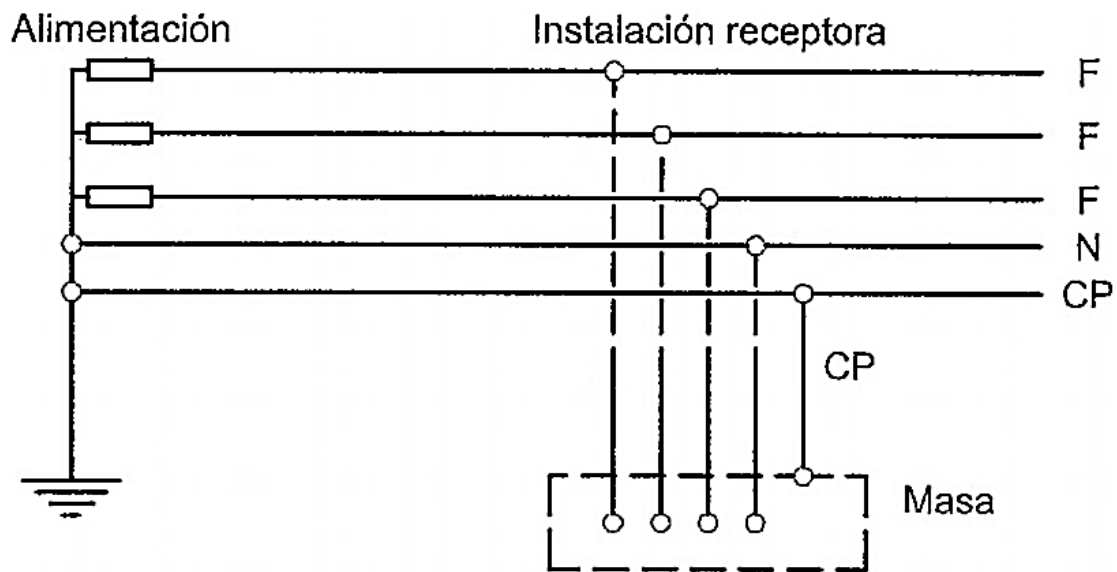 Alimentación
Instalación receptora
F
F
F
N
CP
CP
Masa